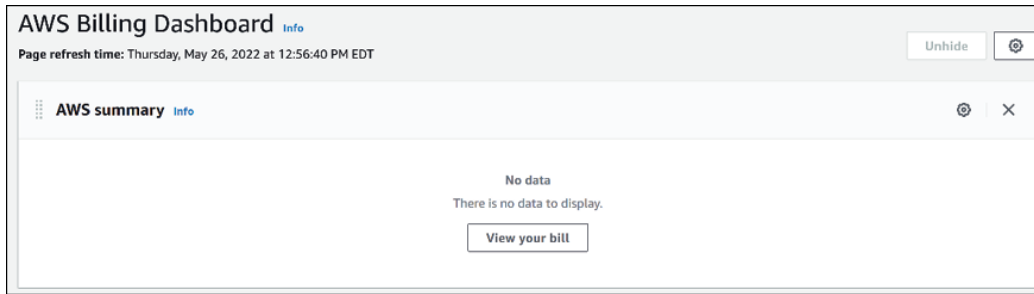 AWS Billing Dashboard Info
Page refresh time: Thursday, May 26, 2022 at 12:56:40 PM EDT
Unhide
AWS summary Info
No data
There is no data to display.
View your bill